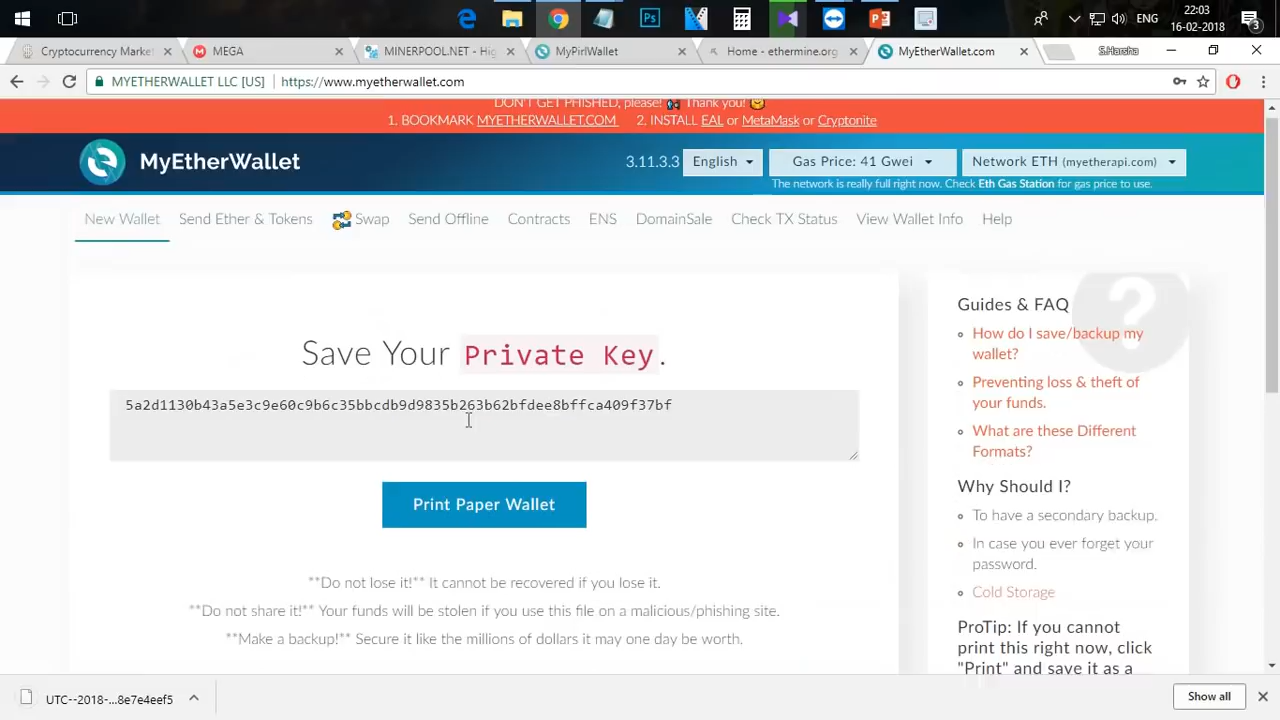 22:03
ENG
16-02-2018
3
Cryptocurrency Marke
MEGA
MINERPOOL.NET - Hig
MyPirlWallet
Home - ethermine.org
MyEtherWallet.com
S.Harsha
MYETHERWALLET LLC [US]
https://www.myetherwallet.com
DON'T GET PHISHED, please! Thank you!
1. BOOKMARK MYETHERWALLET.COM 2. INSTALL EAL or MetaMask or Cryptonite
MyEtherWallet
3.11.3.3
English
Gas Price: 41 Gwei
Network ETH (myetherapi.com)
The network is really full right now. Check Eth Gas Station for gas price to use.
New Wallet
Send Ether & Tokens
Swap
Send Offline
Contracts
ENS
DomainSale
Check TX Status
View Wallet Info
Help
Save Your Private Key.
5a2d1130b43a5e3c9e60c9b6c35bbcdb9d9835b263b62bfdee8bffca409f37bf
Print Paper Wallet
**Do not lose it!** It cannot be recovered if you lose it.
**Do not share it!** Your funds will be stolen if you use this file on a malicious/phishing site.
**Make a backup!** Secure it like the millions of dollars it may one day be worth.
Guides & FAQ
How do I save/backup my
wallet?
Preventing loss & theft of
your funds.
What are these Different
Formats?
Why Should I?
To have a secondary backup.
In case you ever forget your
password.
Cold Storage
ProTip: If you cannot
print this right now, click
"Print" and save it as a
UTC--2018-...8e7e4eef5
Show all